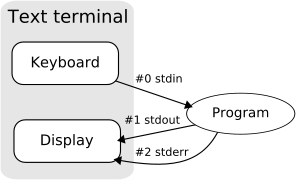 Text terminal
Keyboard
#0 stdin
Program
#1 stdout
Display
#2 stderr